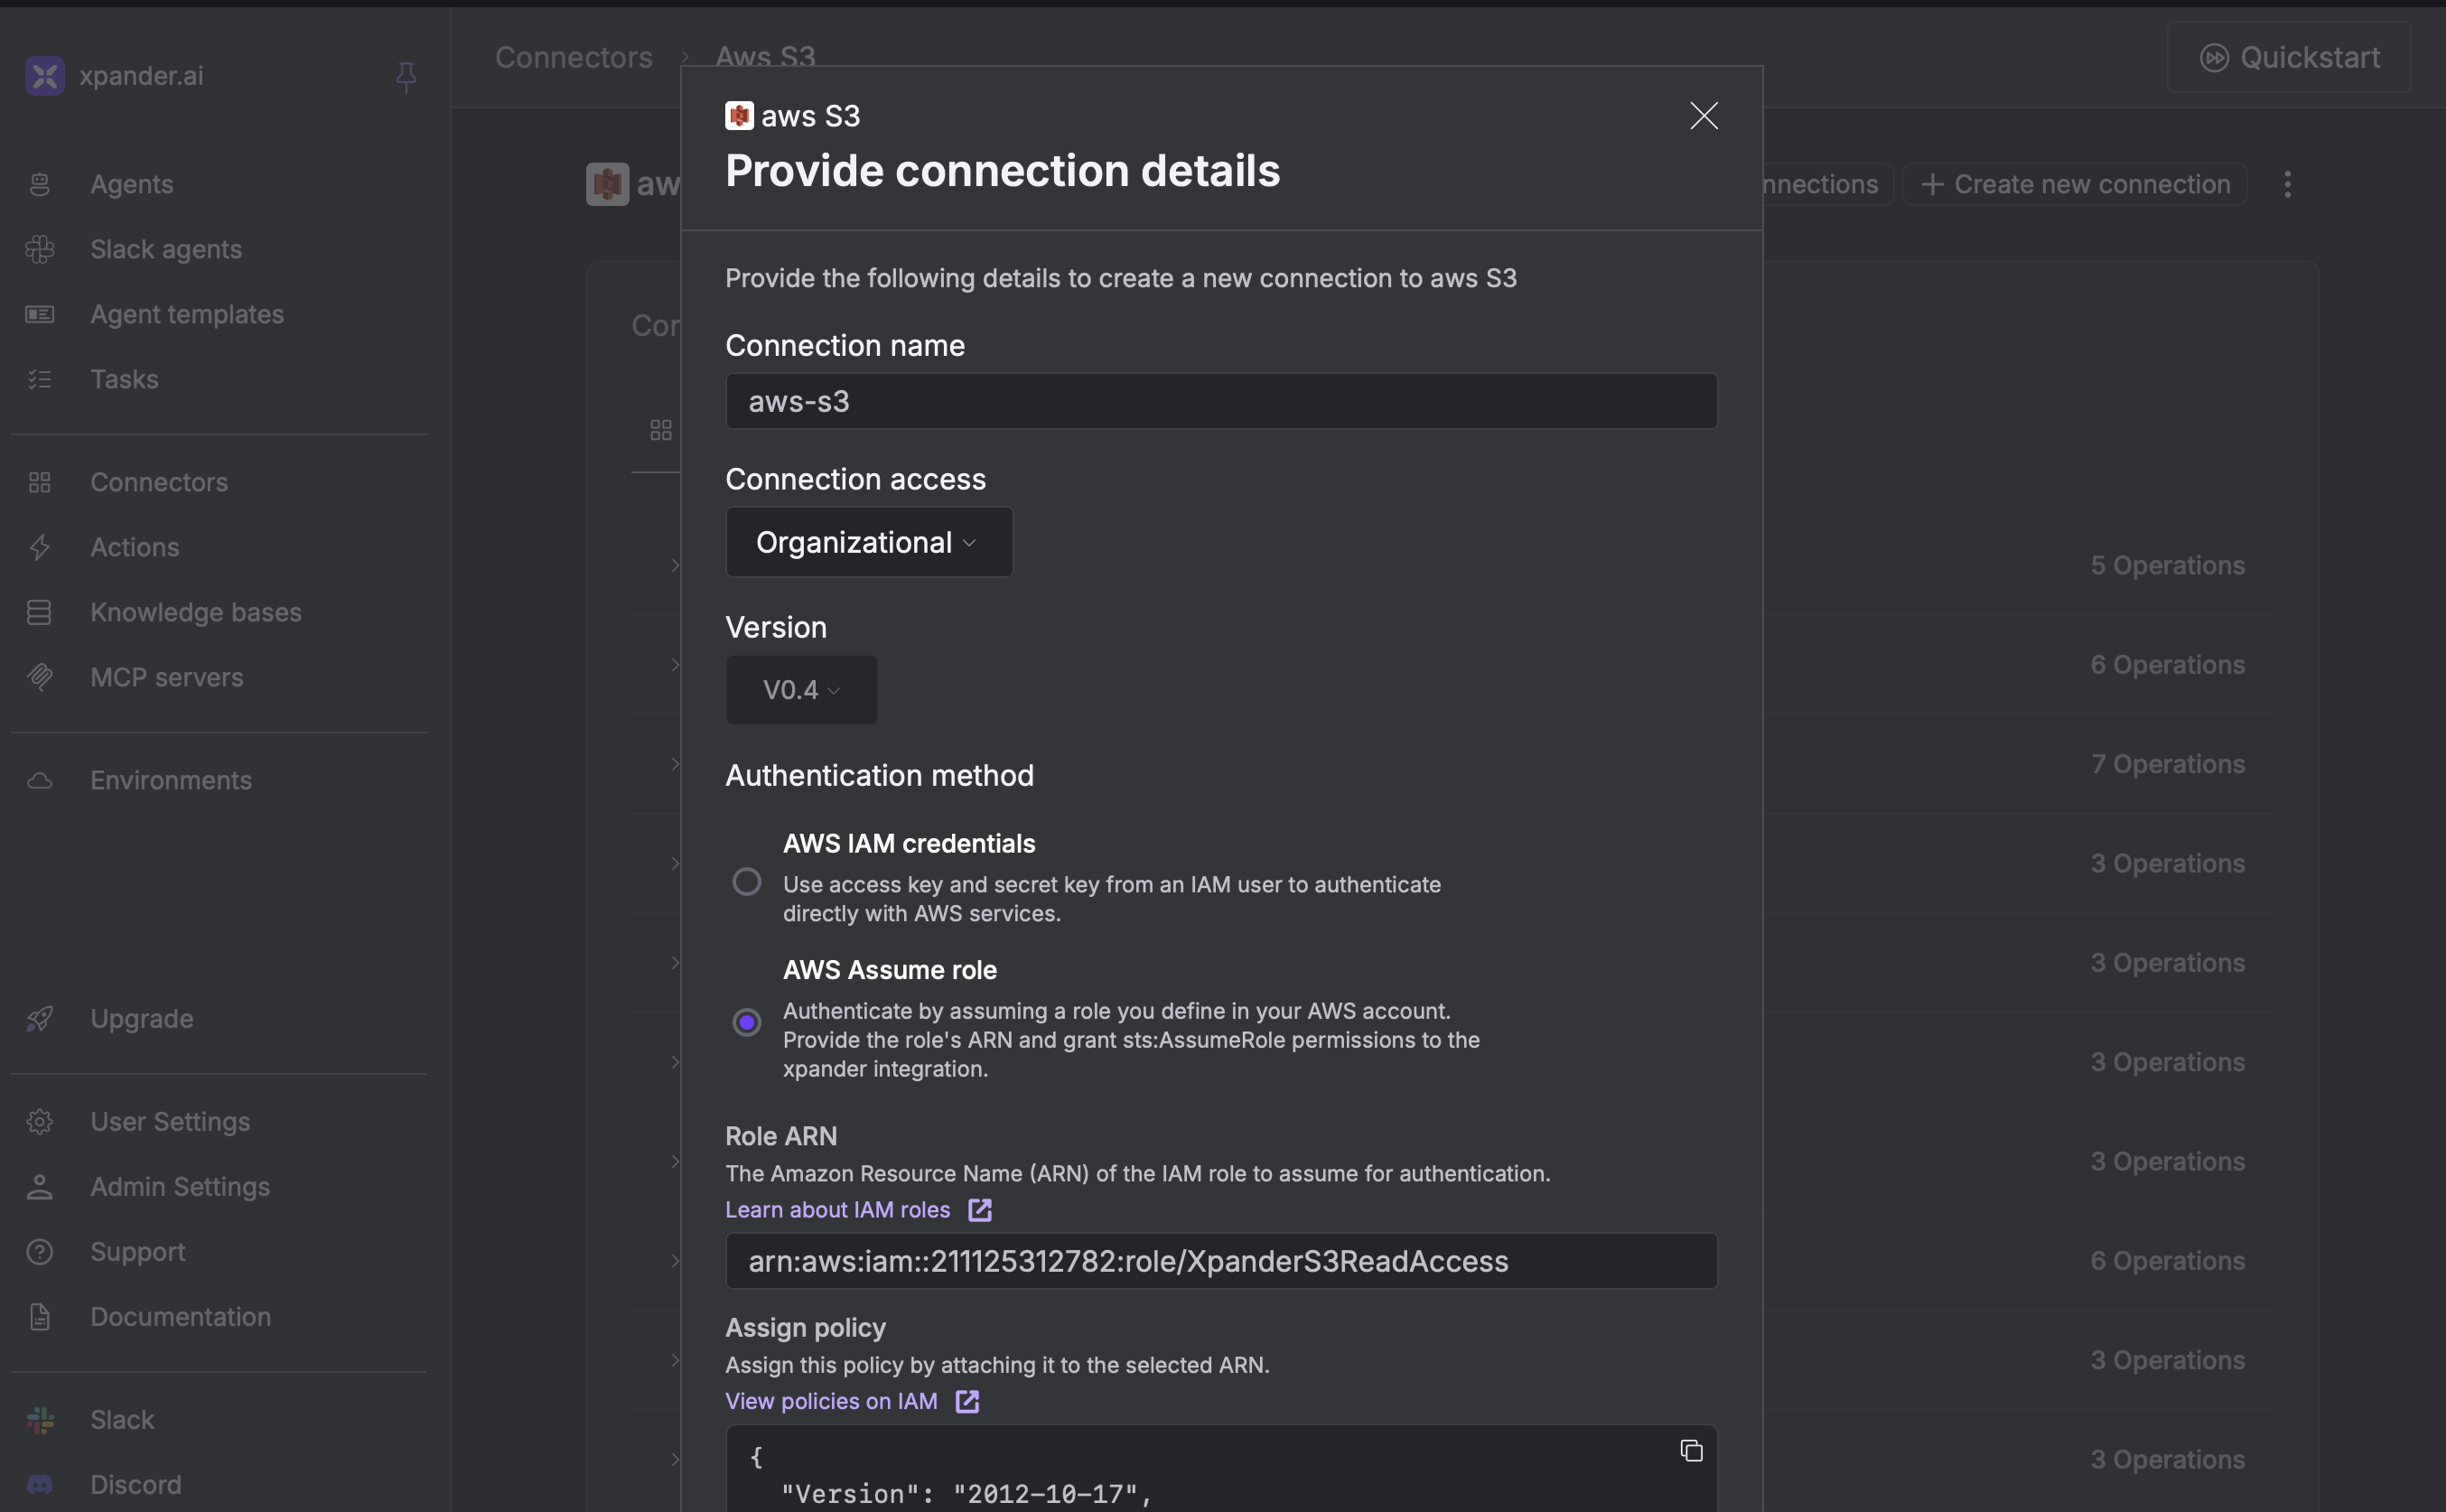 xpander.ai
Agents
Slack agents
Agent templates
Tasks
Connectors
Actions
Knowledge bases
MCP servers
Environments
Upgrade
User Settings
Admin Settings
Support
Documentation
Slack
Discord
Connectors > Aws S3
Quickstart
aw
nnections
+ Create new connection
Cor
5 Operations
6 Operations
7 Operations
3 Operations
3 Operations
3 Operations
3 Operations
6 Operations
3 Operations
3 Operations
aws S3
Provide connection details
Provide the following details to create a new connection to aws S3
Connection name
aws-s3
Connection access
Organizational
Version
V0.4
Authentication method
AWS IAM credentials
Use access key and secret key from an IAM user to authenticate
directly with AWS services.
AWS Assume role
Authenticate by assuming a role you define in your AWS account.
Provide the role's ARN and grant sts:AssumeRole permissions to the
xpander integration.
Role ARN
The Amazon Resource Name (ARN) of the IAM role to assume for authentication.
Learn about IAM roles
arn:aws:iam::211125312782:role/XpanderS3ReadAccess
Assign policy
Assign this policy by attaching it to the selected ARN.
View policies on IAM
{
"Version": "2012-10-17",